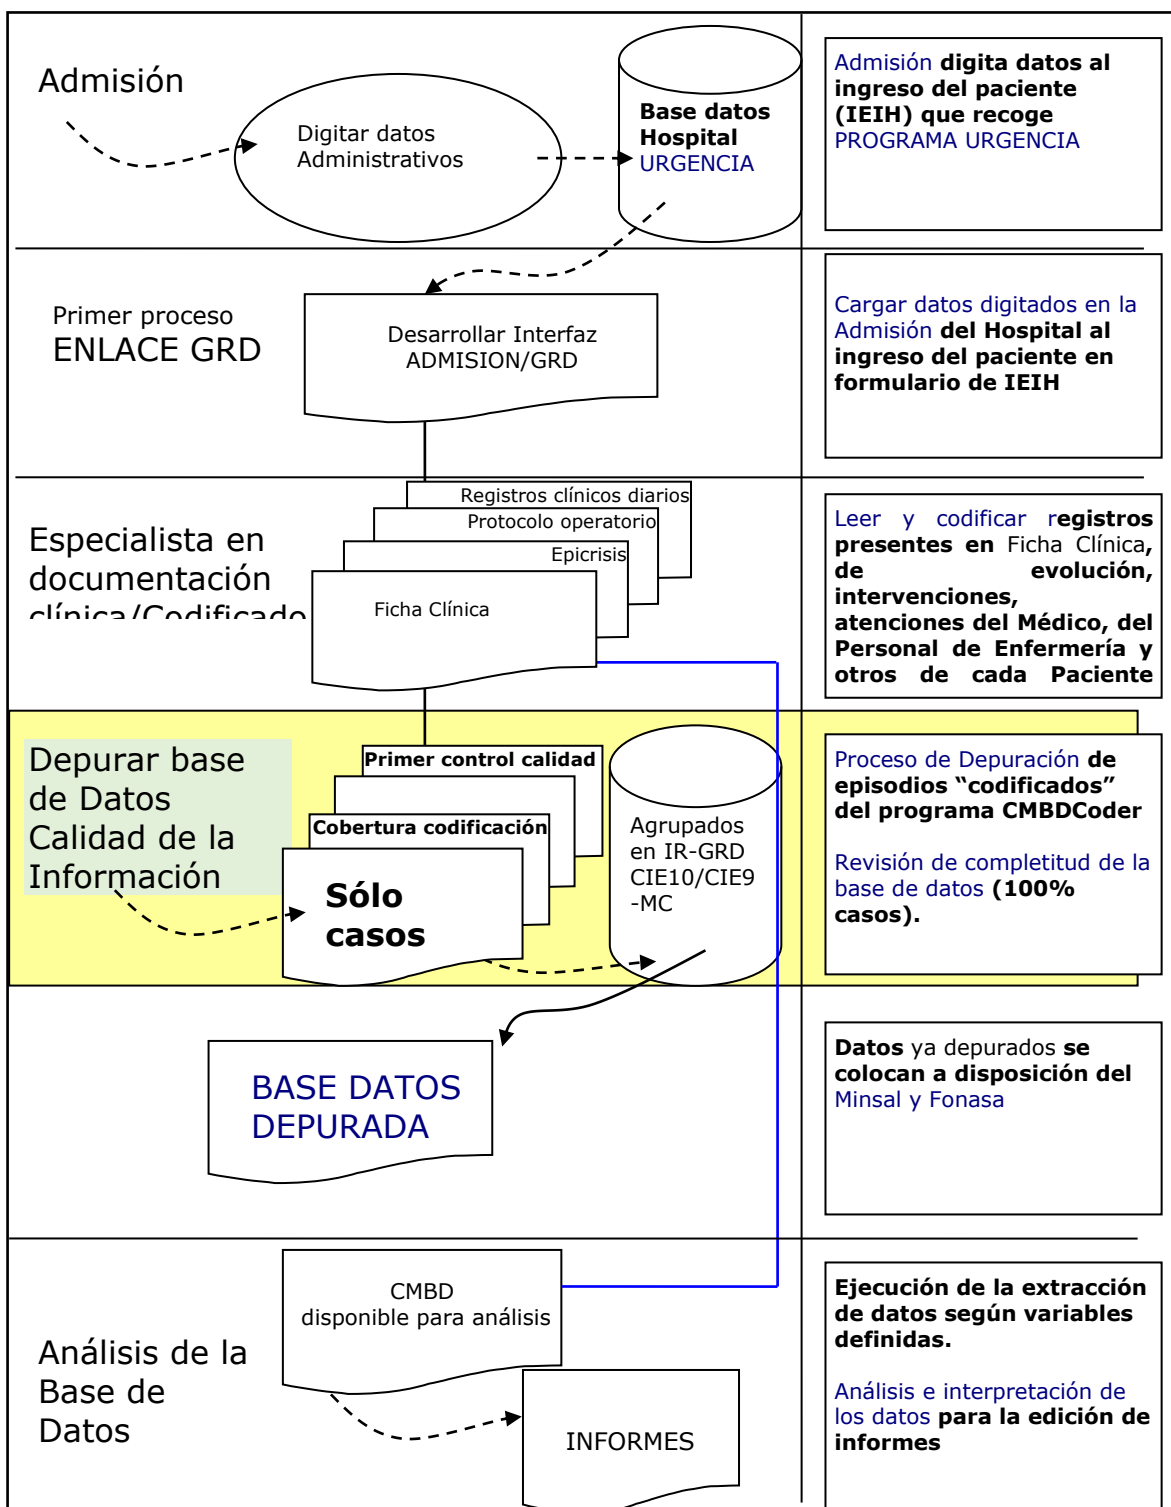 Admisión
Digitar datos
Administrativos
Base datos
Hospital
URGENCIA
Admisión digita datos al
ingreso del paciente
(IEIH) que recoge
PROGRAMA URGENCIA
Primer proceso
ENLACE GRD
Desarrollar Interfaz
ADMISION/GRD
Cargar datos digitados en la
Admisión del Hospital al
ingreso del paciente en
formulario de IEIH
Especialista en
documentación
clínica/Codificado
Registros clínicos diarios
Protocolo operatorio
Epicrisis
Ficha Clínica
Leer y codificar registros
presentes en Ficha Clínica,
de evolución,
intervenciones,
atenciones del Médico, del
Personal de Enfermería y
otros de cada Paciente
Depurar base
de Datos
Calidad de la
Información
Primer control calidad
Cobertura codificación
Sólo
casos
Agrupados
en IR-GRD
CIE10/CIE9
-MC
Proceso de Depuración de
episodios “codificados”
del programa CMBDCoder
Revisión de completitud de la
base de datos (100%
casos).
BASE DATOS
DEPURADA
Datos ya depurados se
colocan a disposición del
Minsal y Fonasa
CMBD
disponible para análisis
Análisis de la
Base de
Datos
INFORMES
Ejecución de la extracción
de datos según variables
definidas.
Análisis e interpretación de
los datos para la edición de
informes